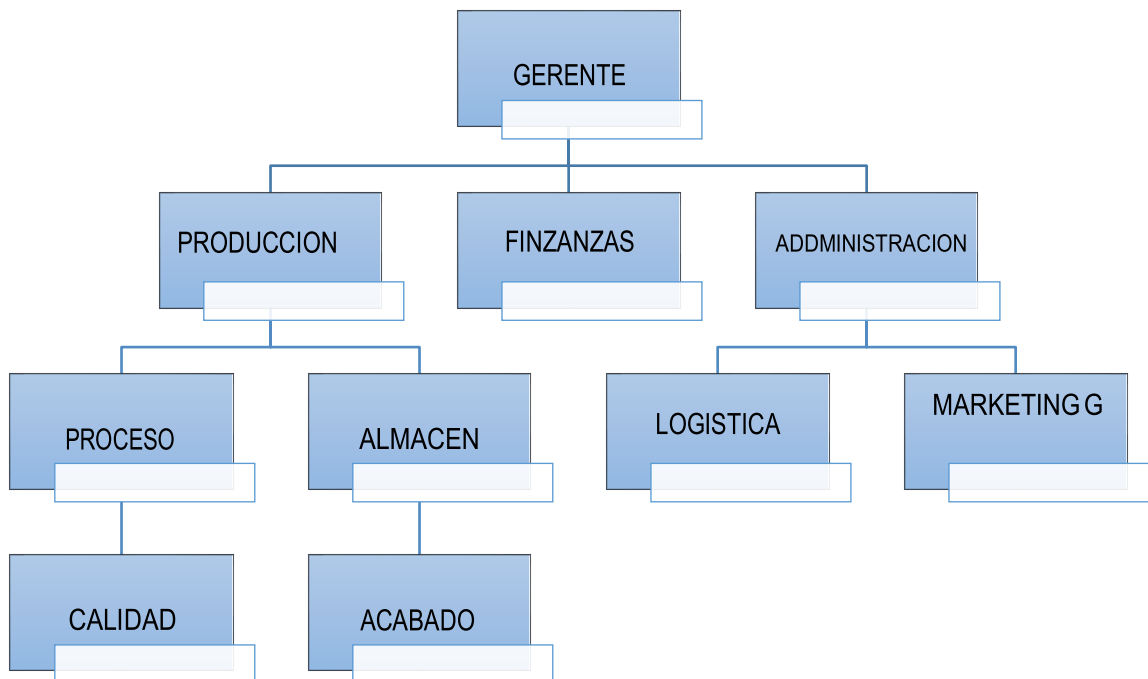 GERENTE
PRODUCCION
FINZANZAS
ADDMINISTRACION
PROCESO
ALMACEN
LOGISTICA
MARKETING G
CALIDAD
ACABADO